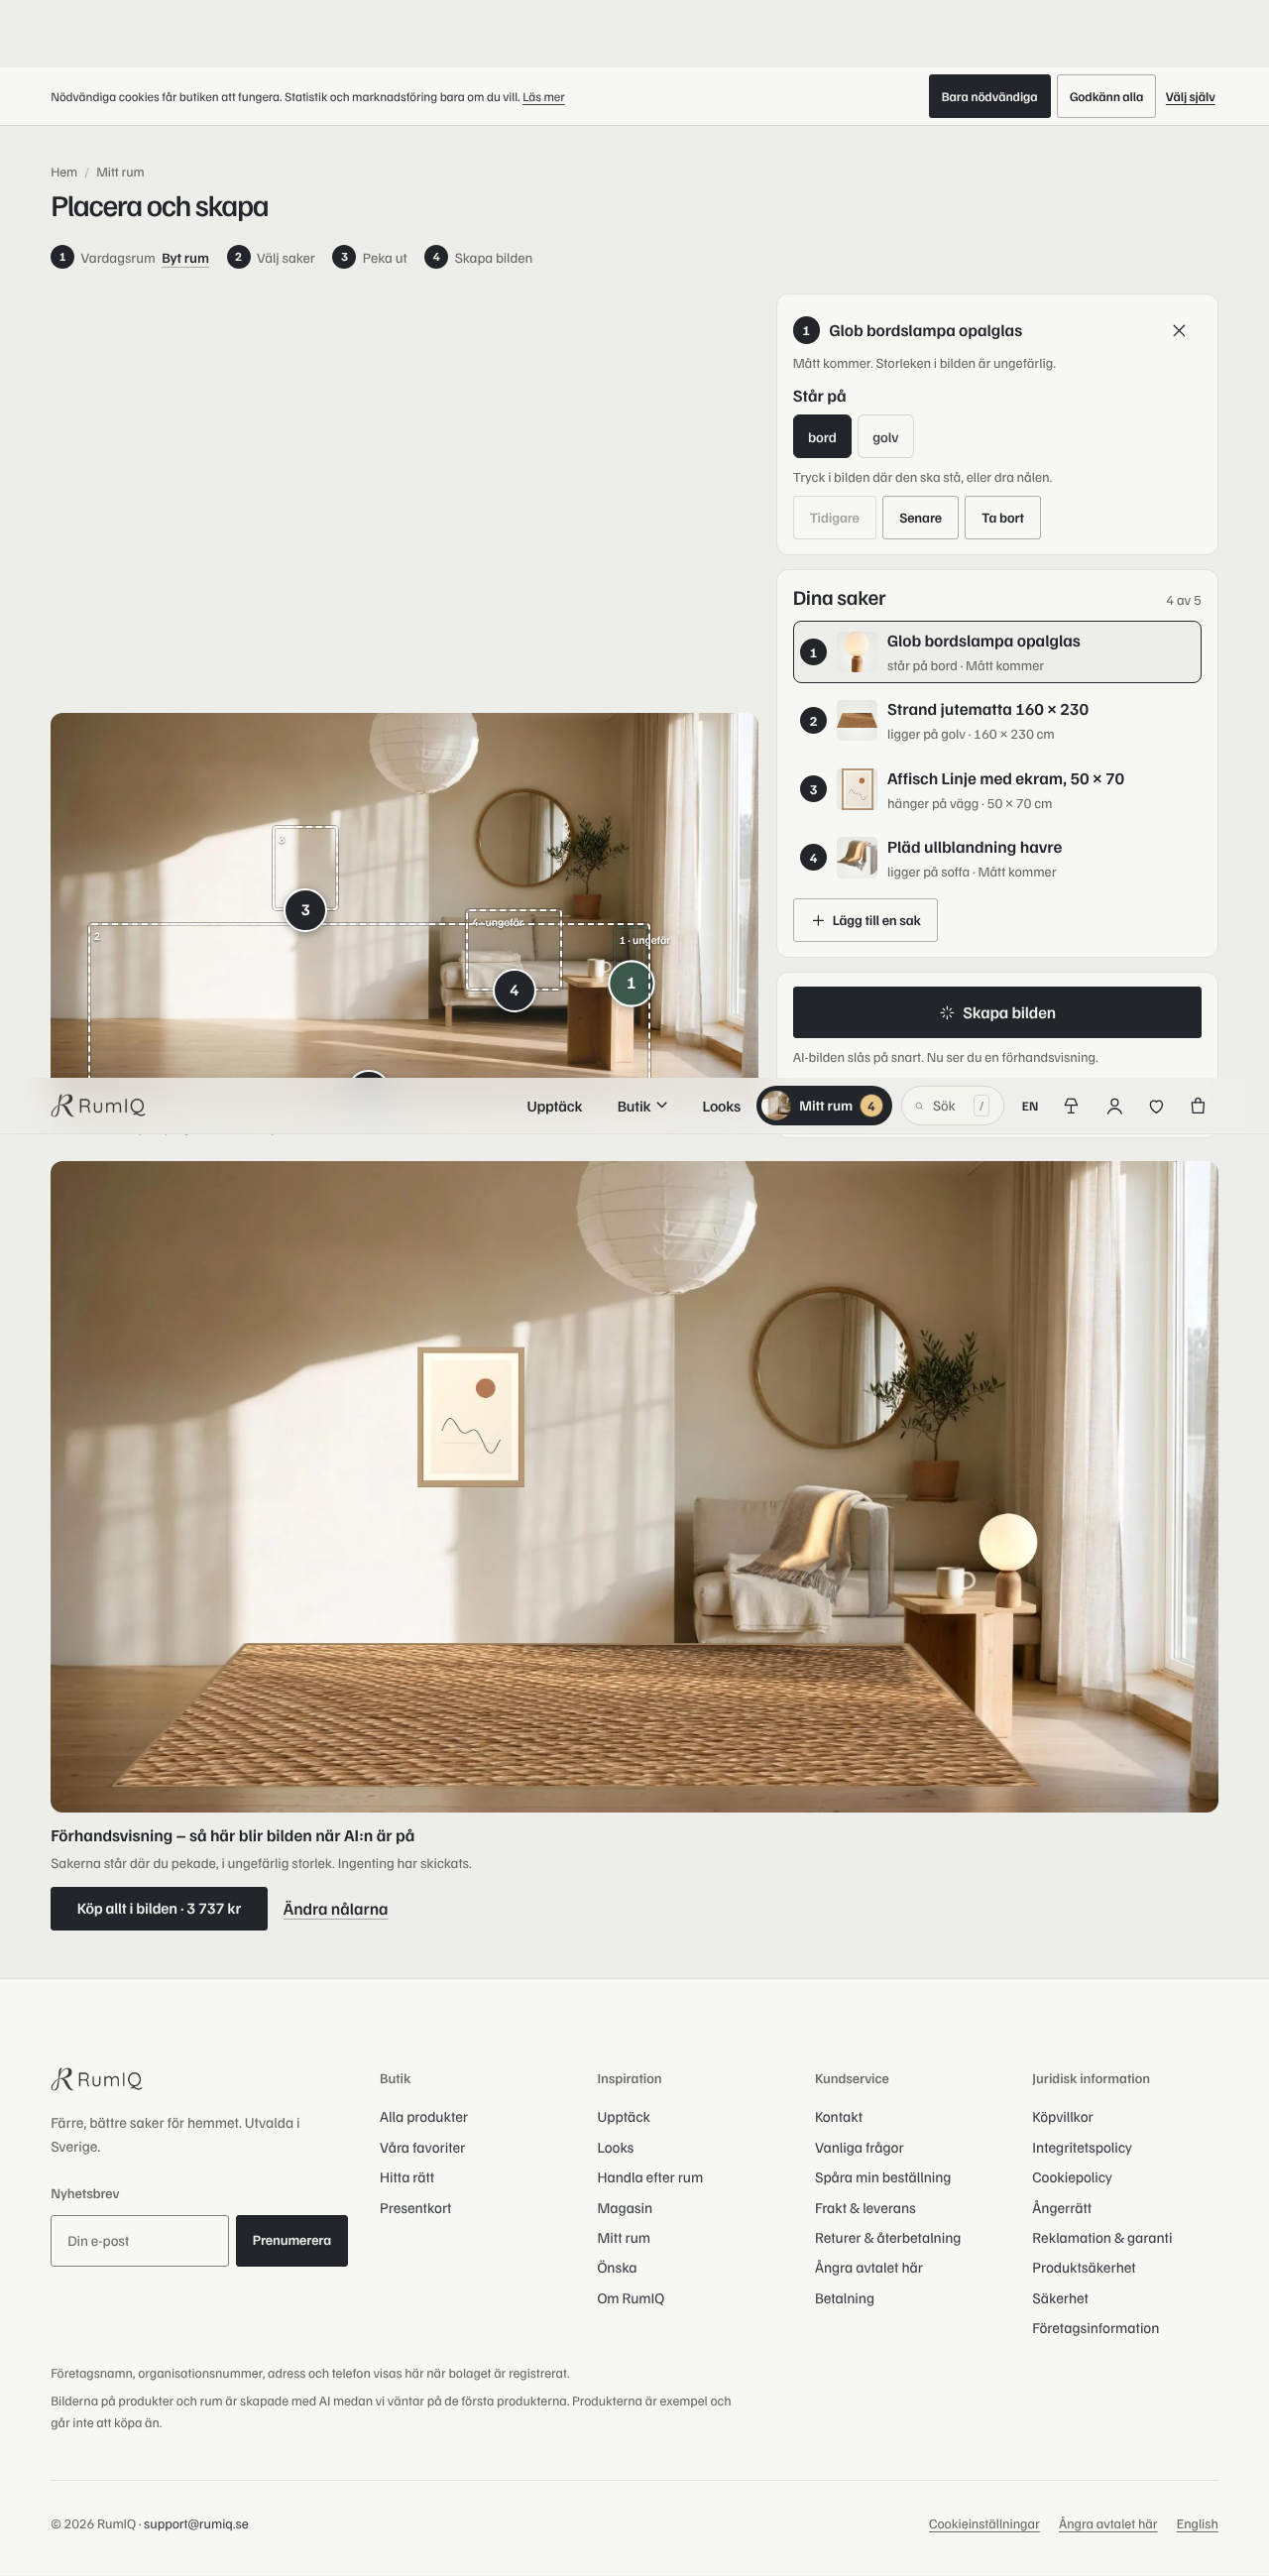 Nödvändiga cookies får butiken att fungera. Statistik och marknadsföring bara om du vill. Läs mer
Bara nödvändiga
Godkänn alla
Välj själv
Hem / Mitt rum
Placera och skapa
1 Vardagsrum Byt rum
2 Välj saker
3 Peka ut
4 Skapa bilden
1 Glob bordslampa opalglas
Mått kommer. Storleken i bilden är ungefärlig.
Står på
bord
golv
Tryck i bilden där den ska stå, eller dra nålen.
Tidigare
Senare
Ta bort
Dina saker
4 av 5
1 Glob bordslampa opalglas
står på bord · Mått kommer
2 Strand jutematta 160 × 230
ligger på golv · 160 × 230 cm
3 Affisch Linje med ekram, 50 × 70
hänger på vägg · 50 × 70 cm
4 Pläd ullblandning havre
ligger på soffa · Mått kommer
+ Lägg till en sak
3
3
2
4 · ungefär
4
1 · ungefär
1
Skapa bilden
AI-bilden slås på snart. Nu ser du en förhandsvisning.
RumIQ
Upptäck
Butik
Looks
Mitt rum 4
Sök /
EN
Förhandsvisning – så här blir bilden när AI:n är på
Sakerna står där du pekade, i ungefärlig storlek. Ingenting har skickats.
Köp allt i bilden · 3 737 kr
Ändra nålarna
RumIQ
Färre, bättre saker för hemmet. Utvalda i
Sverige.
Nyhetsbrev
Din e-post
Prenumerera
Butik
Alla produkter
Våra favoriter
Hitta rätt
Presentkort
Inspiration
Upptäck
Looks
Handla efter rum
Magasin
Mitt rum
Önska
Om RumIQ
Kundservice
Kontakt
Vanliga frågor
Spåra min beställning
Frakt & leverans
Returer & återbetalning
Ångra avtalet här
Betalning
Juridisk information
Köpvillkor
Integritetspolicy
Cookiepolicy
Ångerrätt
Reklamation & garanti
Produktsäkerhet
Säkerhet
Företagsinformation
Företagsnamn, organisationsnummer, adress och telefon visas här när bolaget är registrerat.
Bilderna på produkter och rum är skapade med AI medan vi väntar på de första produkterna. Produkterna är exempel och
går inte att köpa än.
© 2026 RumIQ · support@rumiq.se
Cookieinställningar
Ångra avtalet här
English